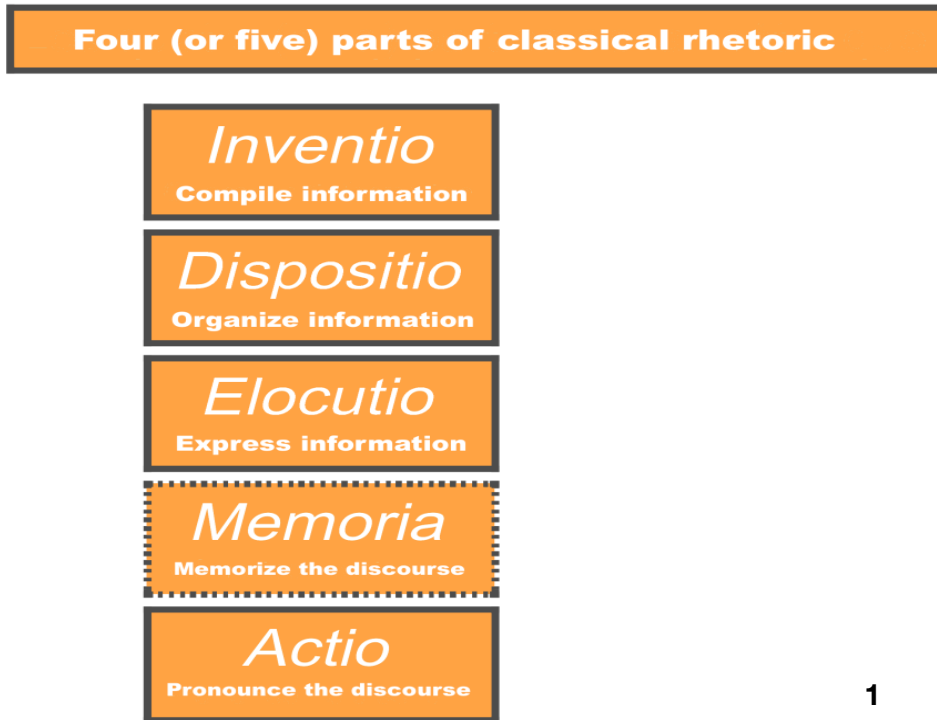 Four (or five) parts of classical rhetoric
Inventio
Compile information
Dispositio
Organize information
Elocutio
Express information
Memoria
Memorize the discourse
Actio
Pronounce the discourse
1